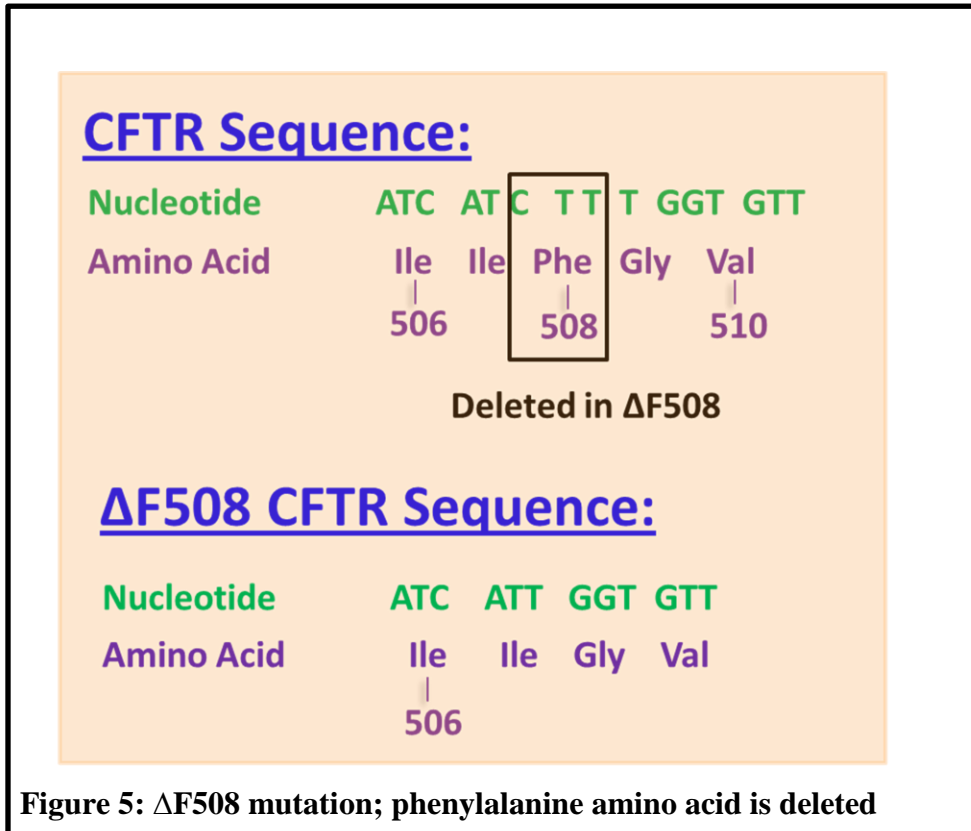 CFTR Sequence:
Nucleotide ATC AT C T T T GGT GTT
Amino Acid Ile Ile Phe Gly Val
506 508 510
Deleted in ΔF508
ΔF508 CFTR Sequence:
Nucleotide ATC ATT GGT GTT
Amino Acid Ile Ile Gly Val
506
Figure 5: ΔF508 mutation; phenylalanine amino acid is deleted